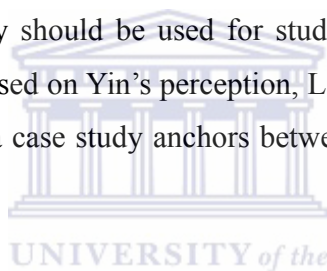 y should be used for stud
sed on Yin's perception, L
a case study anchors betwe
UNIVERSITY of the